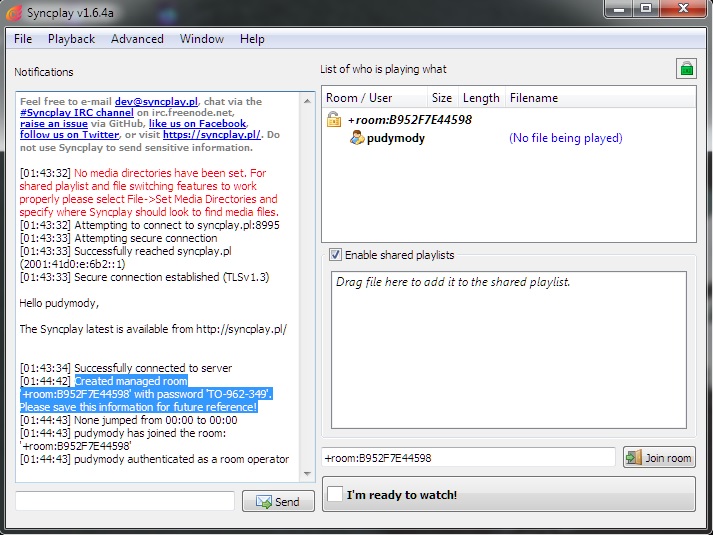 Syncplay v1.6.4a
File Playback Advanced Window Help
Notifications
Feel free to e-mail dev@syncplay.pl, chat via the
#Syncplay IRC channel on irc.freenode.net,
raise an issue via GitHub, like us on Facebook,
follow us on Twitter, or visit https://syncplay.pl/. Do
not use Syncplay to send sensitive information.
[01:43:32] No media directories have been set. For
shared playlist and file switching features to work
properly please select File->Set Media Directories and
specify where Syncplay should look to find media files.
[01:43:32] Attempting to connect to syncplay.pl:8995
[01:43:33] Attempting secure connection
[01:43:33] Successfully reached syncplay.pl
(2001:41d0:e:6b2::1)
[01:43:33] Secure connection established (TLSv1.3)
Hello pudymody,
The Syncplay latest is available from http://syncplay.pl/
[01:43:34] Successfully connected to server
[01:44:42] Created managed room
'+room:B952F7E44598' with password 'TO-962-349'.
Please save this information for future reference!
[01:44:43] None jumped from 00:00 to 00:00
[01:44:43] pudymody has joined the room:
'+room:B952F7E44598'
[01:44:43] pudymody authenticated as a room operator
Send
List of who is playing what
Room / User Size Length Filename
+room:B952F7E44598
pudymody (No file being played)
Enable shared playlists
Drag file here to add it to the shared playlist.
+room:B952F7E44598 Join room
I'm ready to watch!